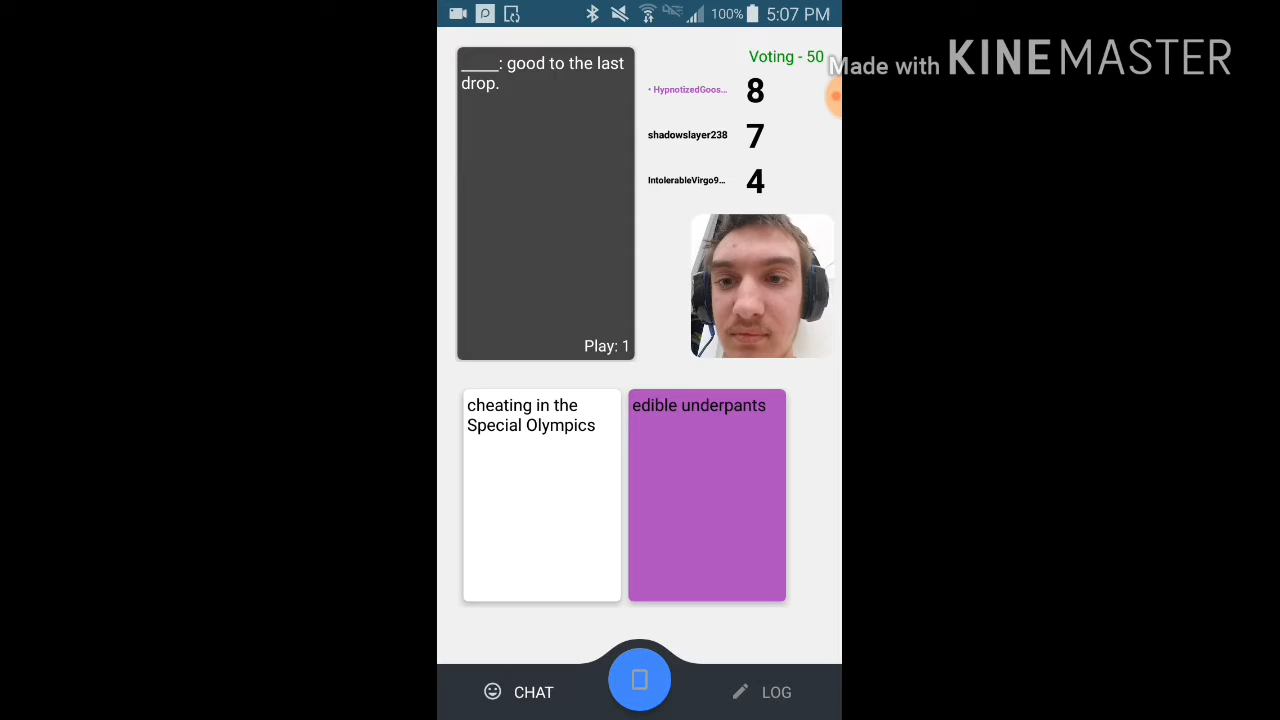 100% 5:07 PM
Made with KINEMASTER
_____: good to the last
drop.
Play: 1
Voting - 50
• HypnotizedGoos... 8
shadowslayer238 7
IntolerableVirgo9... 4
cheating in the
Special Olympics
edible underpants
CHAT
LOG